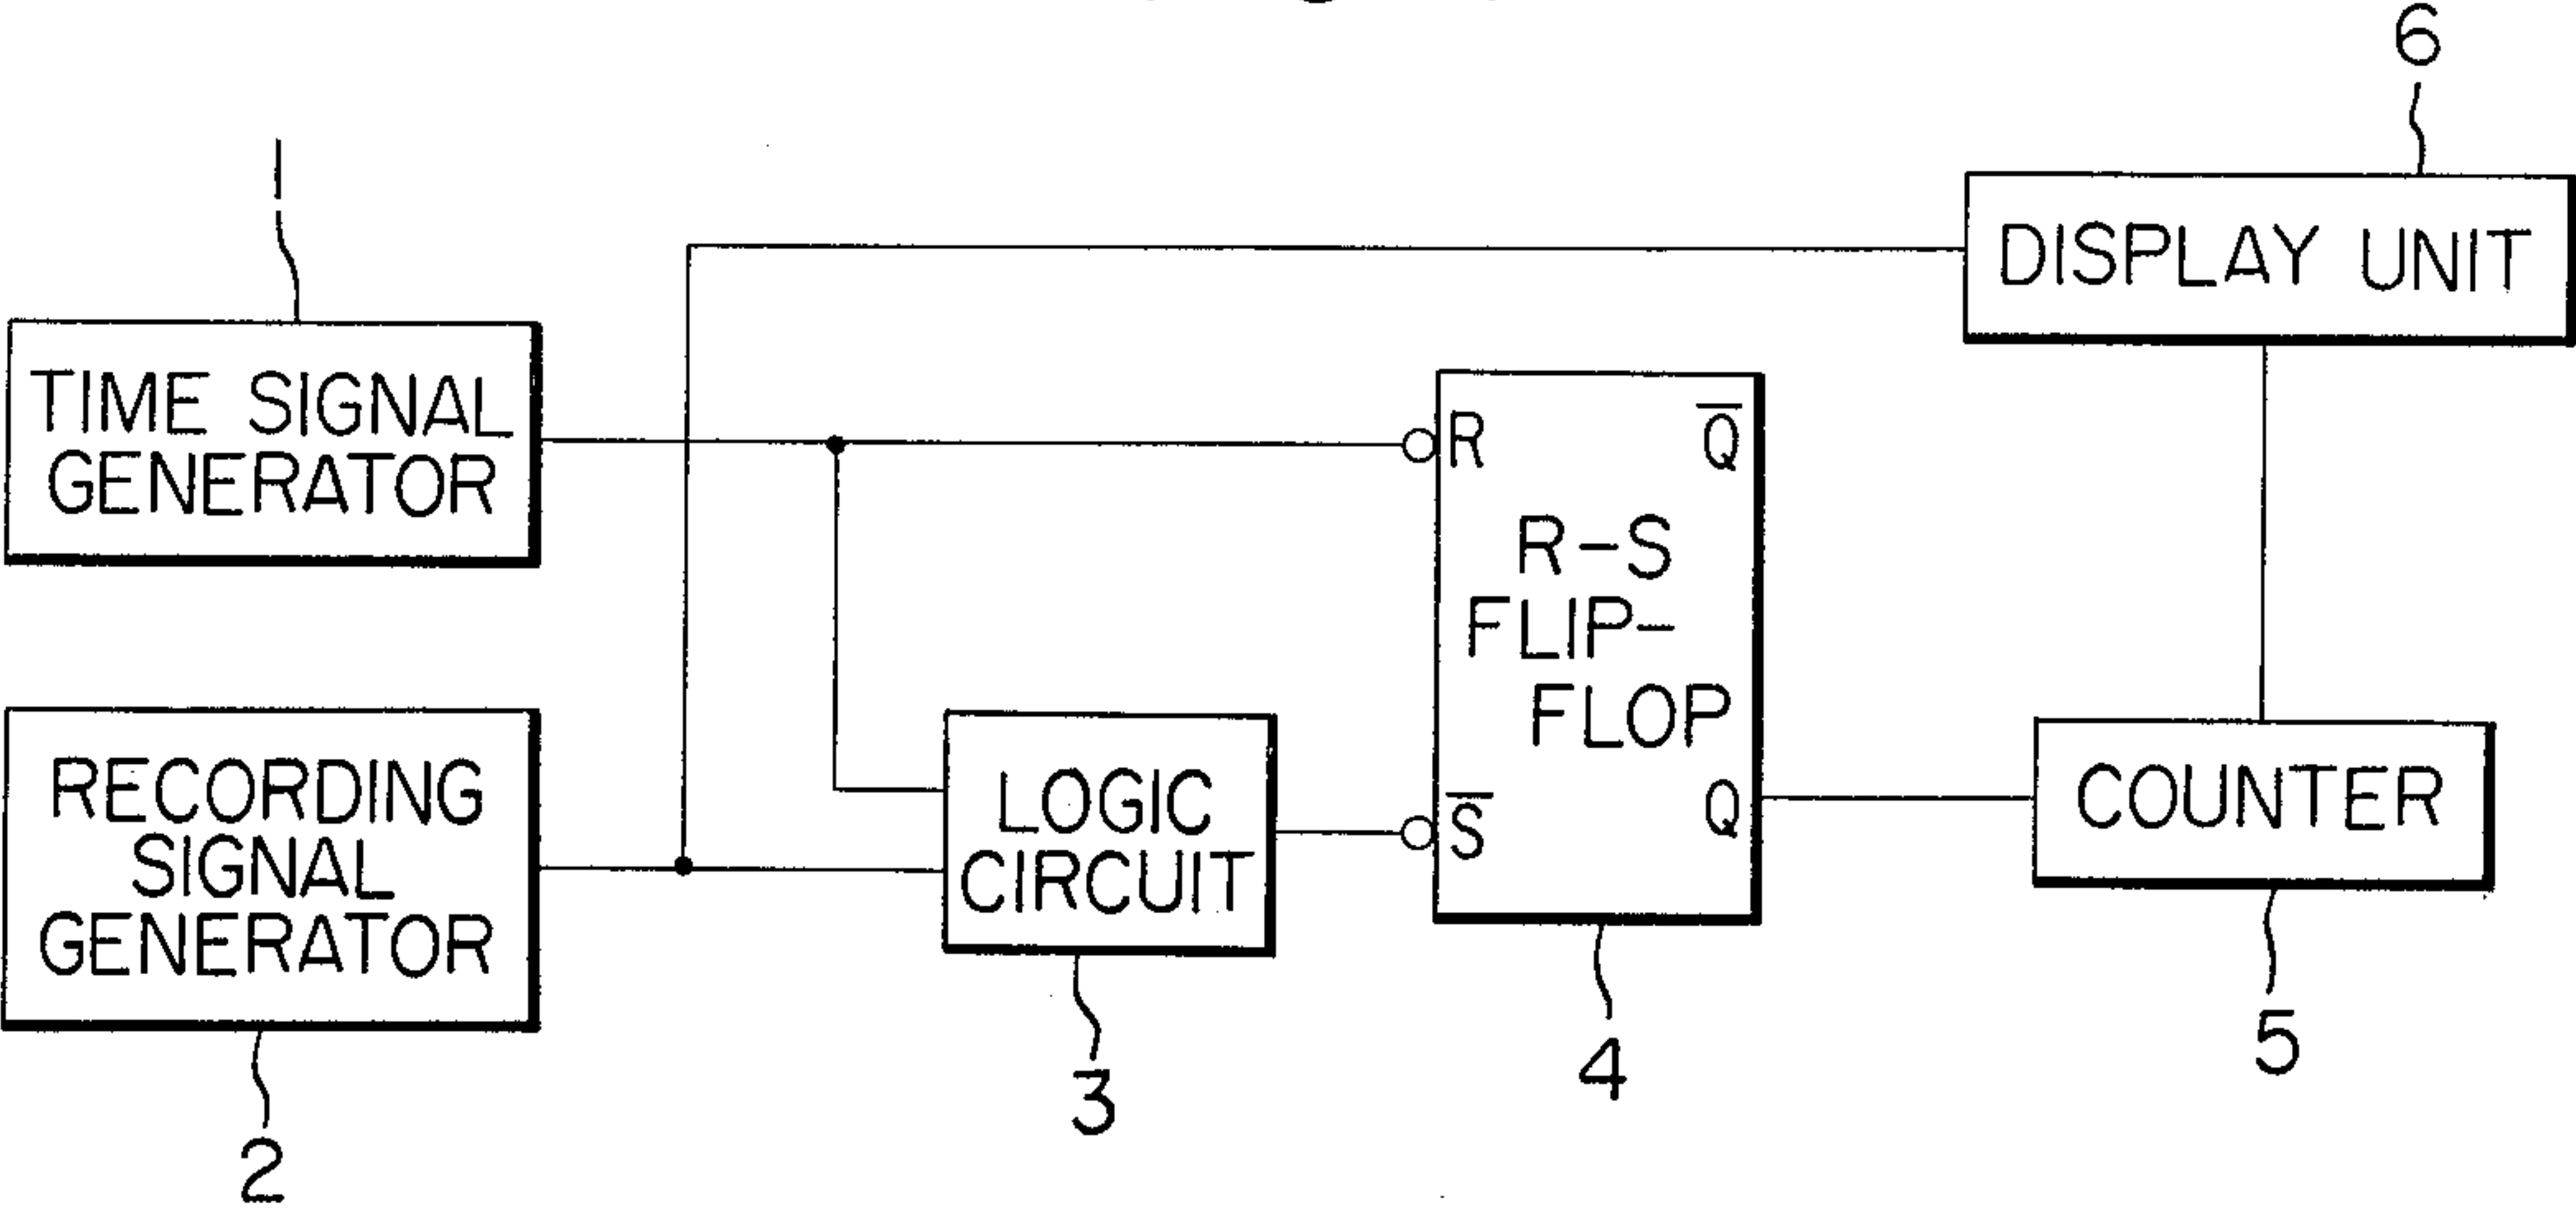 6
1
DISPLAY UNIT
TIME SIGNAL
GENERATOR
R
Q̅
R-S
FLIP-
FLOP
S̅
Q
RECORDING
SIGNAL
GENERATOR
LOGIC
CIRCUIT
COUNTER
2
3
4
5